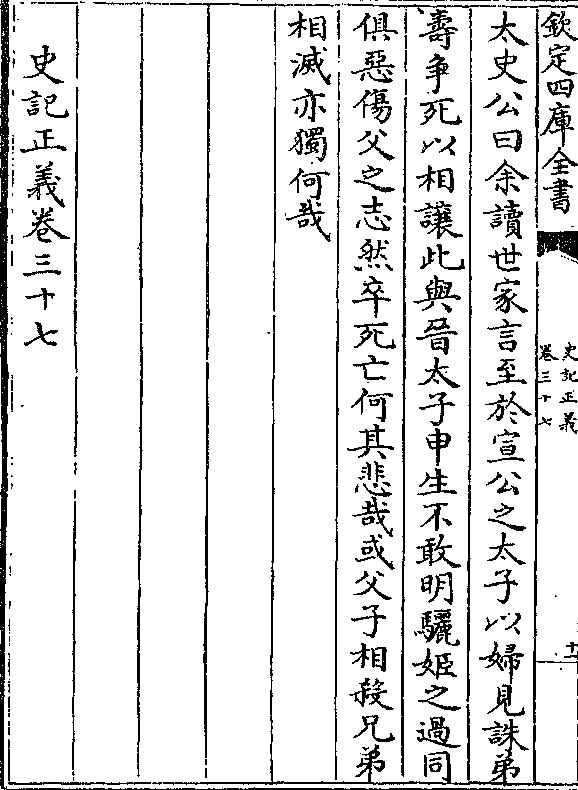 欽定四庫全書
史記正義
卷三十七
十一
太史公曰余讀世家言至於宣公之太子以婦見誅弟
壽爭死以相讓此與晉太子申生不敢明驪姬之過同
俱惡傷父之志然卒死亡何其悲哉或父子相殺兄弟
相滅亦獨何哉
史記正義卷三十七